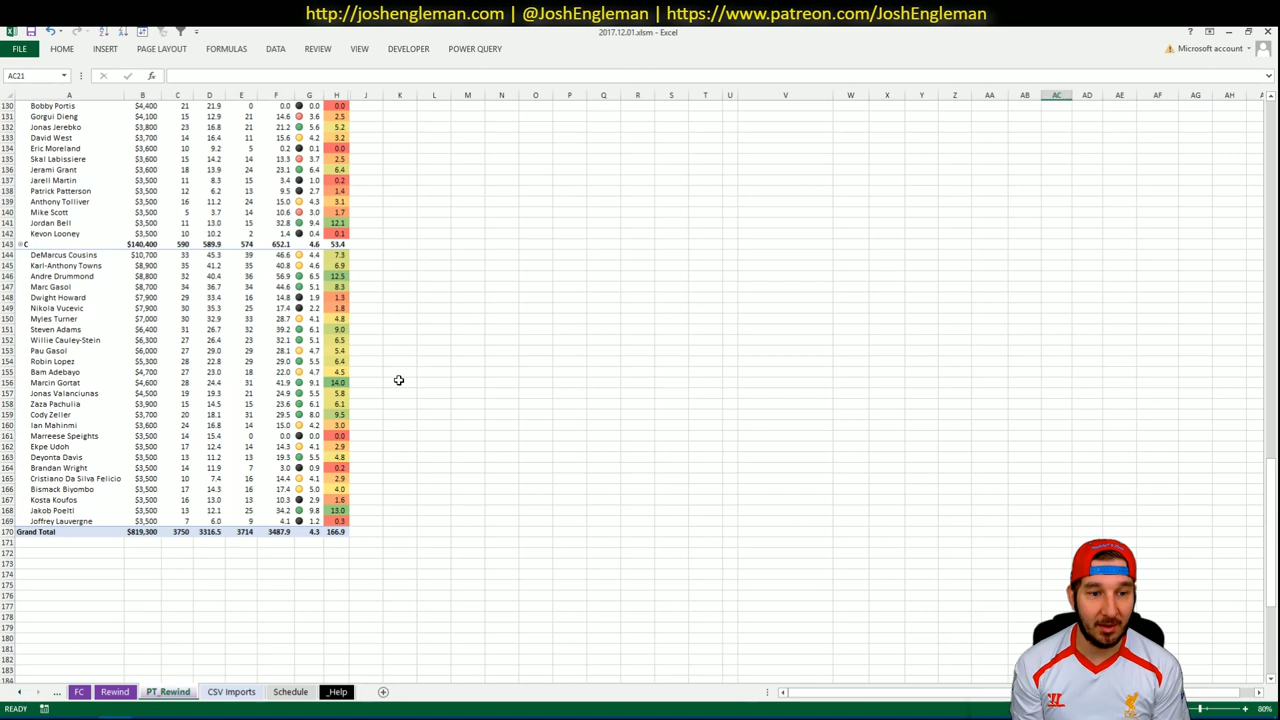 http://joshengleman.com | @JoshEngleman | https://www.patreon.com/JoshEngleman
2017.12.01.xlsm - Excel
FILE HOME INSERT PAGE LAYOUT FORMULAS DATA REVIEW VIEW DEVELOPER POWER QUERY Microsoft account
AC21
A B C D E F G H J K L M N O P Q R S T U V W X Y Z AA AB AC AD AE AF AG AH
130 Bobby Portis $4,400 21 21.9 0 0.0 0.0 0.0
131 Gorgui Dieng $4,100 15 12.9 21 14.6 3.6 2.5
132 Jonas Jerebko $3,800 23 16.8 21 21.2 5.6 5.2
133 David West $3,700 14 16.4 11 15.6 4.2 3.2
134 Eric Moreland $3,600 10 9.2 5 0.2 0.1 0.0
135 Skal Labissiere $3,600 15 14.2 14 13.3 3.7 2.5
136 Jerami Grant $3,600 18 13.9 24 23.1 6.4 6.4
137 Jarell Martin $3,500 11 8.3 15 3.4 1.0 0.2
138 Patrick Patterson $3,500 12 6.2 13 9.5 2.7 1.4
139 Anthony Tolliver $3,500 16 11.2 24 15.0 4.3 3.1
140 Mike Scott $3,500 5 3.7 14 10.6 3.0 1.7
141 Jordan Bell $3,500 11 13.0 15 32.8 9.4 12.1
142 Kevon Looney $3,500 10 10.2 2 1.4 0.4 0.1
143 C $140,400 590 589.9 574 652.1 4.6 53.4
144 DeMarcus Cousins $10,700 33 45.3 39 46.6 4.4 7.3
145 Karl-Anthony Towns $8,900 35 41.2 35 40.8 4.6 6.9
146 Andre Drummond $8,800 32 40.4 36 56.9 6.5 12.5
147 Marc Gasol $8,700 34 36.7 34 44.6 5.1 8.3
148 Dwight Howard $7,900 29 33.4 16 14.8 1.9 1.3
149 Nikola Vucevic $7,900 30 35.3 25 17.4 2.2 1.8
150 Myles Turner $7,000 30 32.9 33 28.7 4.1 4.8
151 Steven Adams $6,400 31 26.7 32 39.2 6.1 9.0
152 Willie Cauley-Stein $6,300 27 26.4 23 32.1 5.1 6.5
153 Pau Gasol $6,000 27 29.0 29 28.1 4.7 5.4
154 Robin Lopez $5,300 28 22.8 29 29.0 5.5 6.4
155 Bam Adebayo $4,700 27 23.0 18 22.0 4.7 4.5
156 Marcin Gortat $4,600 28 24.4 31 41.9 9.1 14.0
157 Jonas Valanciunas $4,500 19 19.3 21 24.9 5.5 5.8
158 Zaza Pachulia $3,900 15 14.5 15 23.6 6.1 6.1
159 Cody Zeller $3,700 20 18.1 31 29.5 8.0 9.5
160 Ian Mahinmi $3,600 24 16.8 14 15.0 4.2 3.0
161 Marreese Speights $3,500 14 15.4 0 0.0 0.0 0.0
162 Ekpe Udoh $3,500 17 12.4 14 14.3 4.1 2.9
163 Deyonta Davis $3,500 13 11.2 13 19.3 5.5 4.8
164 Brandan Wright $3,500 14 11.9 7 3.0 0.9 0.2
165 Cristiano Da Silva Felicio $3,500 10 7.4 16 14.4 4.1 2.9
166 Bismack Biyombo $3,500 17 14.3 16 17.4 5.0 4.0
167 Kosta Koufos $3,500 16 13.0 13 10.3 2.9 1.6
168 Jakob Poeltl $3,500 13 12.1 25 34.2 9.8 13.0
169 Joffrey Lauvergne $3,500 7 6.0 9 4.1 1.2 0.3
170 Grand Total $819,300 3750 3316.5 3714 3487.9 4.3 166.9
171
172
173
174
175
176
177
178
179
180
181
182
183
184
... FC Rewind PT_Rewind CSV Imports Schedule _Help
READY 80%